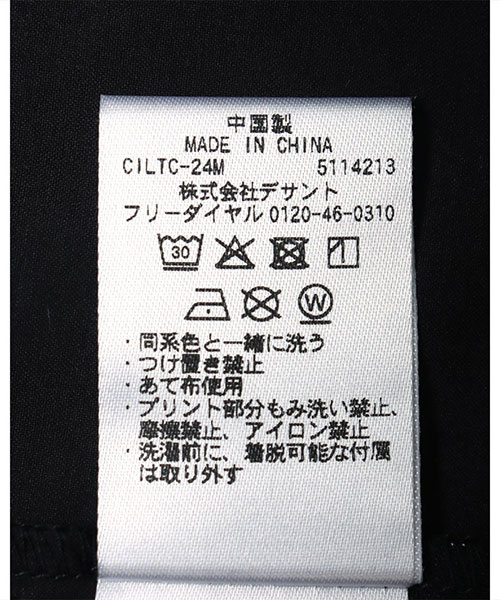 中国製
MADE IN CHINA
CILTC-24M 5114213
株式会社デサント
フリーダイヤル 0120-46-0310
30
W
・同系色と一緒に洗う
・つけ置き禁止
・あて布使用
・プリント部分もみ洗い禁止、
摩擦禁止、アイロン禁止
・洗濯前に、着脱可能な付属
は取り外す